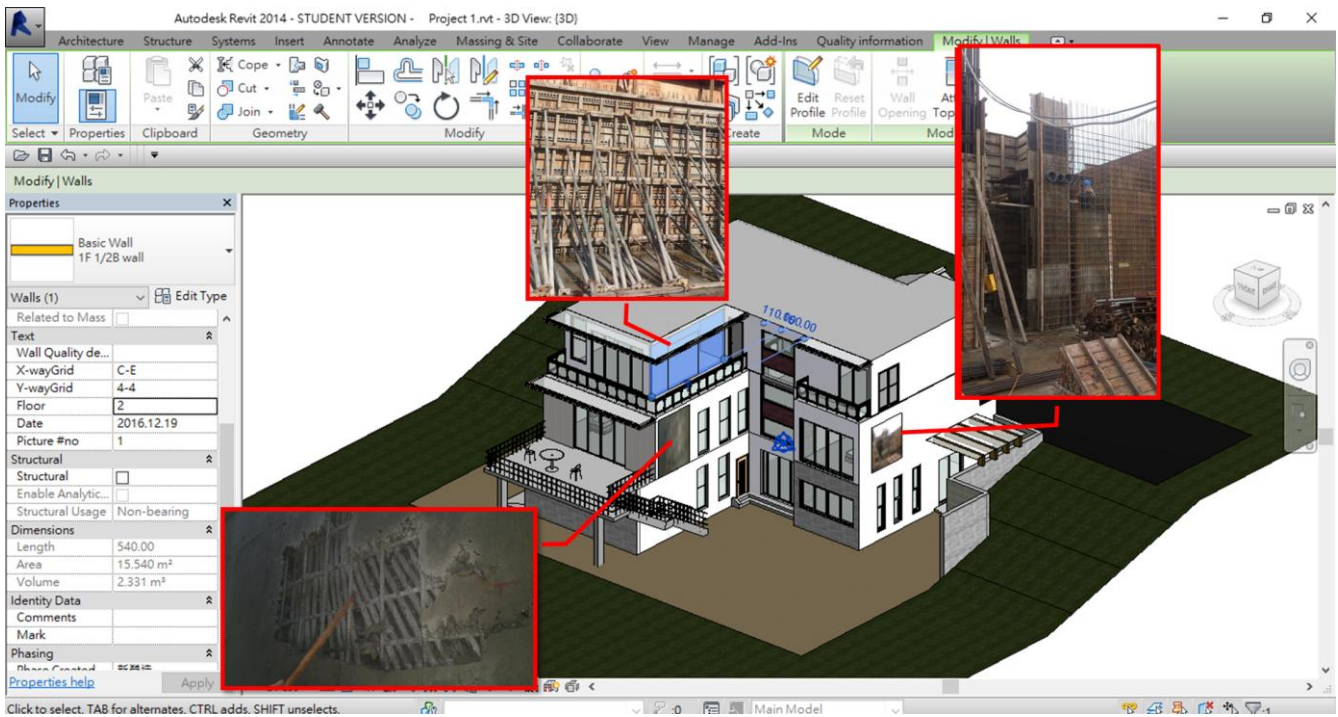 Autodesk Revit 2014 - STUDENT VERSION - Project 1.rvt - 3D View: {3D}
Architecture Structure Systems Insert Annotate Analyze Massing & Site Collaborate View Manage Add-Ins Quality information Modify | Walls
Modify
Paste
Cope
Cut
Join
Edit Profile
Reset Profile
Wall Opening
Select Properties Clipboard Geometry Modify Create Mode
Modify | Walls
Properties
Basic Wall
1F 1/2B wall
Walls (1) Edit Type
Related to Mass
Text
Wall Quality de...
X-wayGrid C-E
Y-wayGrid 4-4
Floor 2
Date 2016.12.19
Picture #no 1
Structural
Structural
Enable Analytic...
Structural Usage Non-bearing
Dimensions
Length 540.00
Area 15.540 m²
Volume 2.331 m³
Identity Data
Comments
Mark
Phasing
Phase Created
Properties help Apply
FRONT
Click to select, TAB for alternates, CTRL adds, SHIFT unselects. :0 Main Model :1